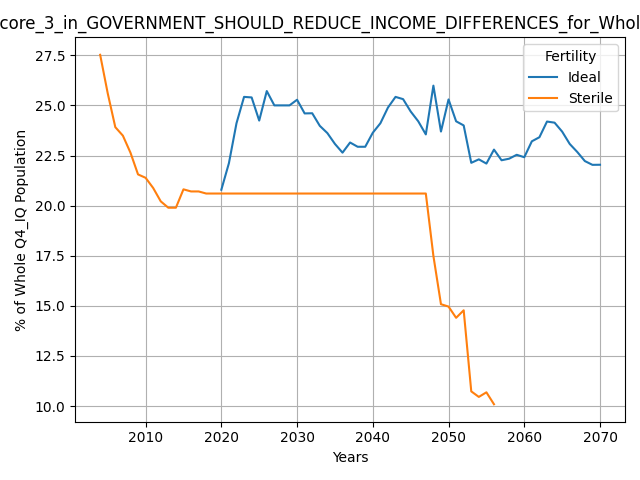 core_3_in_GOVERNMENT_SHOULD_REDUCE_INCOME_DIFFERENCES_for_Whol
27.5
25.0
22.5
20.0
17.5
15.0
12.5
10.0
% of Whole Q4_IQ Population
Fertility
Ideal
Sterile
2010
2020
2030
2040
2050
2060
2070
Years